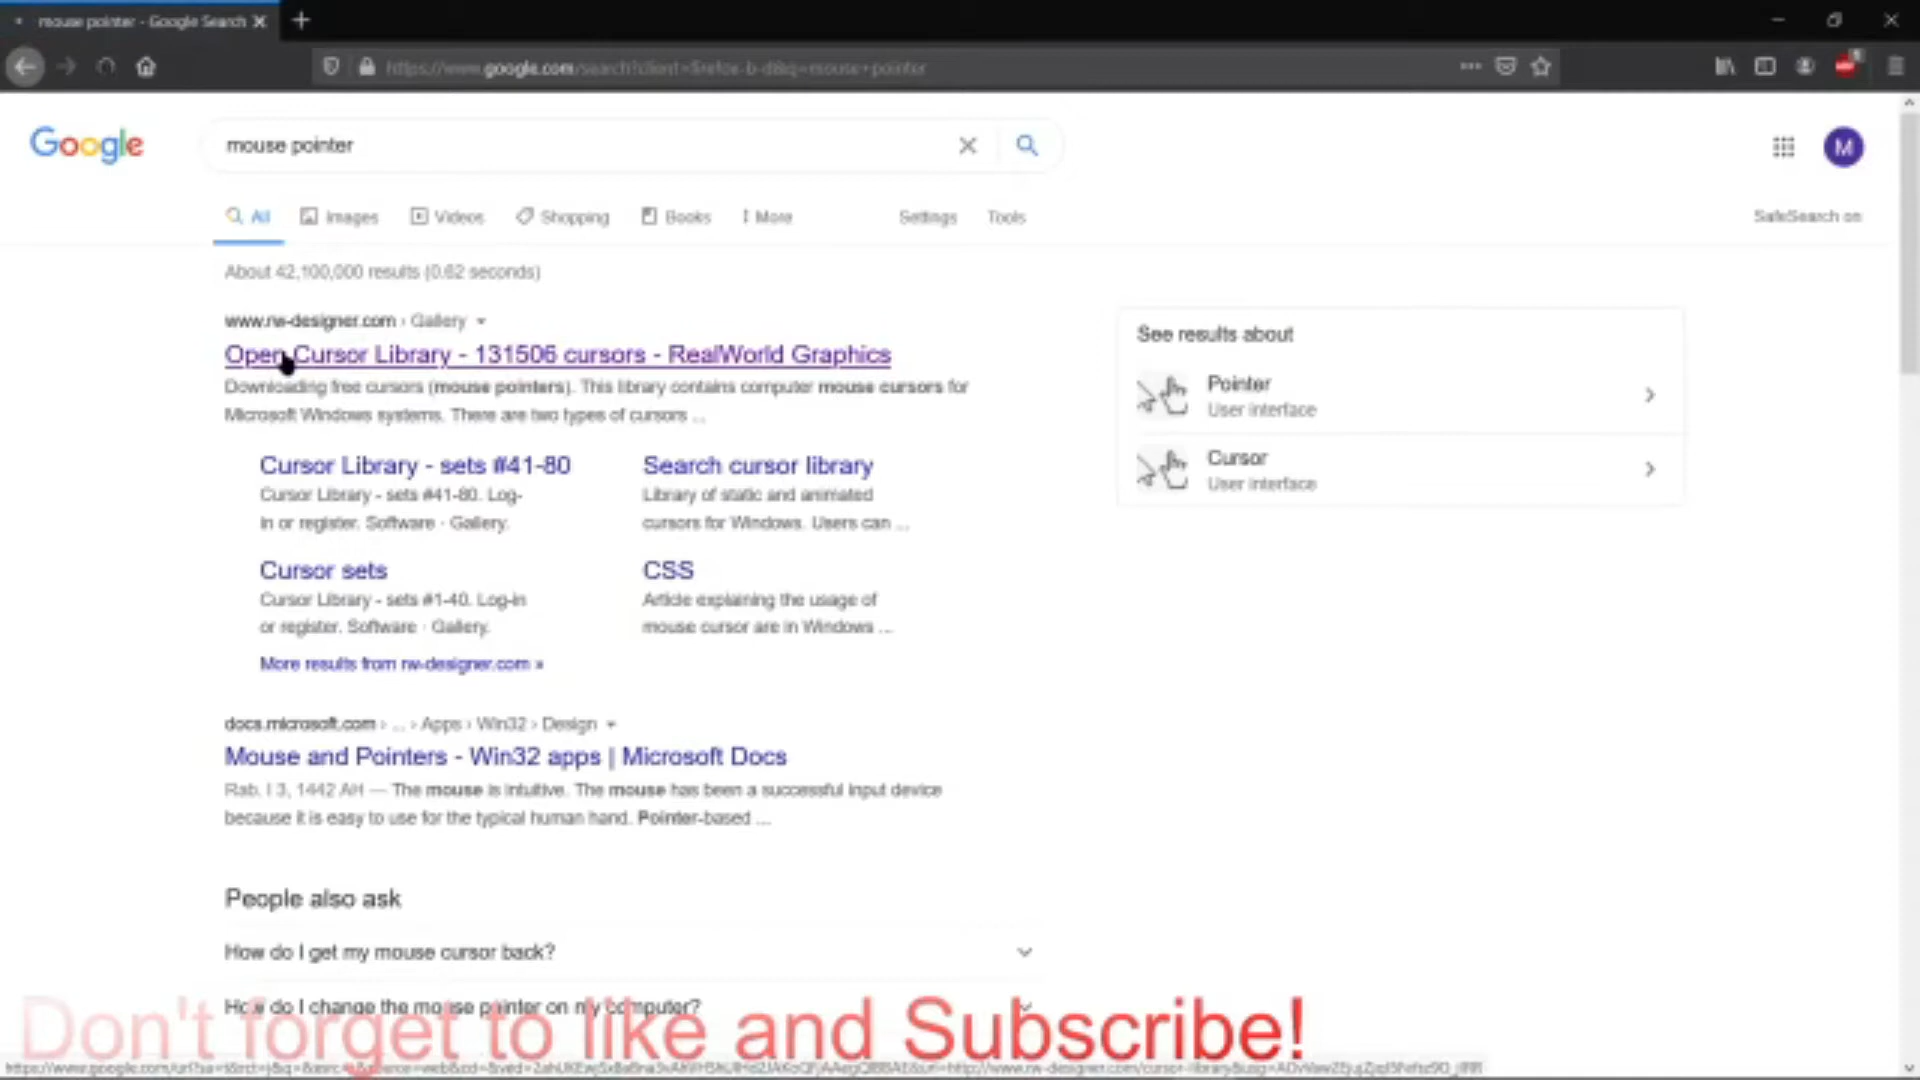 mouse pointer - Google Search
https://www.google.com/search?client=firefox-b-d&q=mouse+pointer
Google
mouse pointer
M
All Images Videos Shopping Books More Settings Tools
SafeSearch on
About 42,100,000 results (0.62 seconds)
www.rw-designer.com › Gallery
Open Cursor Library - 131506 cursors - RealWorld Graphics
Downloading free cursors (mouse pointers). This library contains computer mouse cursors for
Microsoft Windows systems. There are two types of cursors ...
Cursor Library - sets #41-80
Cursor Library - sets #41-80. Log-
in or register. Software · Gallery.
Search cursor library
Library of static and animated
cursors for Windows. Users can ...
Cursor sets
Cursor Library - sets #1-40. Log-in
or register. Software · Gallery.
CSS
Article explaining the usage of
mouse cursor are in Windows ...
More results from rw-designer.com »
docs.microsoft.com › ... › Apps › Win32 › Design
Mouse and Pointers - Win32 apps | Microsoft Docs
Rab. I 3, 1442 AH — The mouse is intuitive. The mouse has been a successful input device
because it is easy to use for the typical human hand. Pointer-based ...
People also ask
How do I get my mouse cursor back?
How do I change the mouse pointer on my computer?
See results about
Pointer
User interface
Cursor
User interface
Don't forget to like and Subscribe!